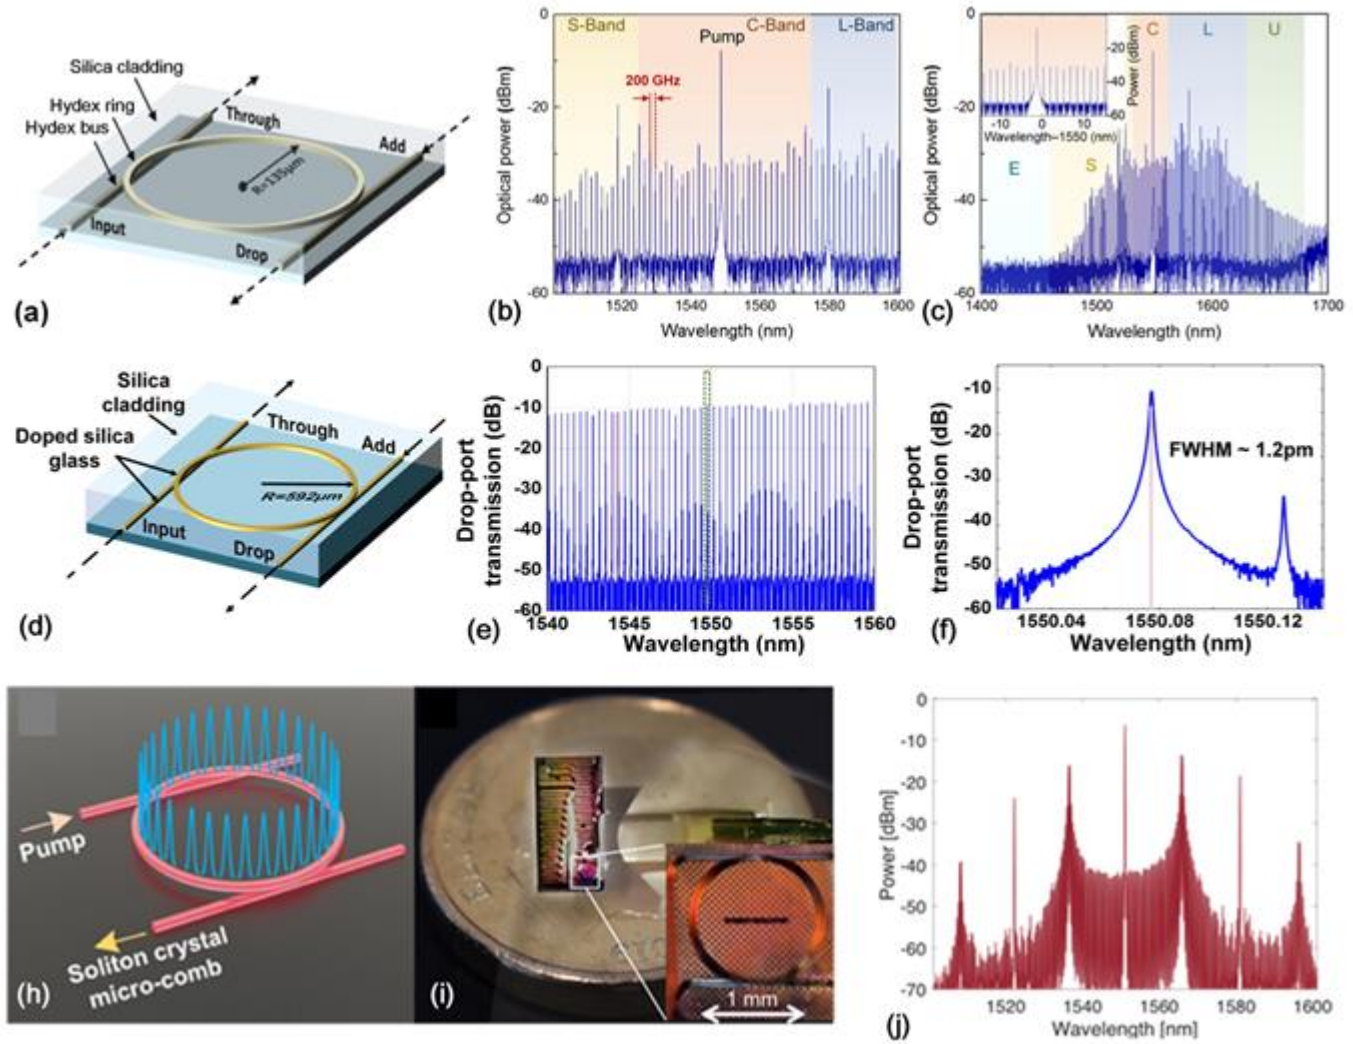 Silica cladding
Hydex ring
Hydex bus
Through
Add
R=135μm
Input
Drop
(a)
0
-20
-40
-60
Optical power (dBm)
S-Band
C-Band
L-Band
Pump
200 GHz
1520
1540
1560
1580
1600
(b)
Wavelength (nm)
0
-20
-40
-60
Optical power (dBm)
C
L
U
E
S
-20
-40
-60
Power (dBm)
-10
0
10
Wavelength–1550 (nm)
1400
1500
1600
1700
(c)
Wavelength (nm)
Silica
cladding
Doped silica
glass
Through
Add
R=592μm
Input
Drop
(d)
0
-10
-20
-30
-40
-50
-60
Drop-port
transmission (dB)
1540
1545
1550
1555
1560
(e)
Wavelength (nm)
-10
-20
-30
-40
-50
-60
Drop-port
transmission (dB)
FWHM ~ 1.2pm
1550.04
1550.08
1550.12
(f)
Wavelength (nm)
Pump
Soliton crystal
micro-comb
(h)
(i)
1 mm
0
-10
-20
-30
-40
-50
-60
-70
Power [dBm]
1520
1540
1560
1580
1600
(j)
Wavelength [nm]